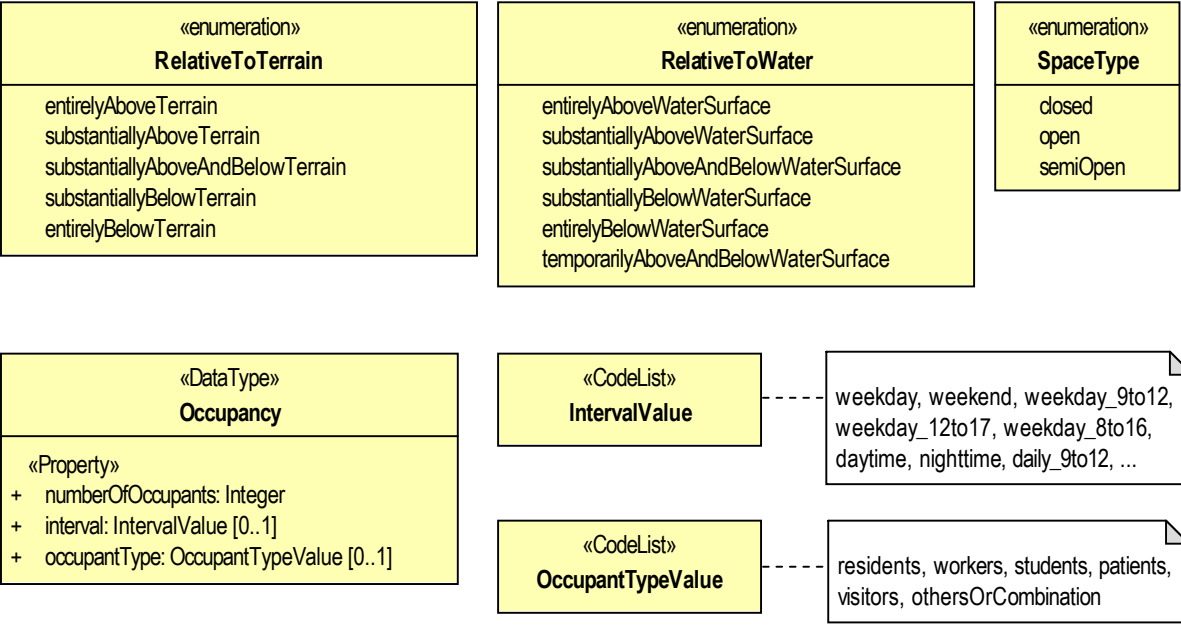 «enumeration»
RelativeToTerrain
entirelyAboveTerrain
substantiallyAboveTerrain
substantiallyAboveAndBelowTerrain
substantiallyBelowTerrain
entirelyBelowTerrain
«enumeration»
RelativeToWater
entirelyAboveWaterSurface
substantiallyAboveWaterSurface
substantiallyAboveAndBelowWaterSurface
substantiallyBelowWaterSurface
entirelyBelowWaterSurface
temporarilyAboveAndBelowWaterSurface
«enumeration»
SpaceType
closed
open
semiOpen
«DataType»
Occupancy
«Property»
+ numberOfOccupants: Integer
+ interval: IntervalValue [0..1]
+ occupantType: OccupantTypeValue [0..1]
«CodeList»
IntervalValue
weekday, weekend, weekday_9to12,
weekday_12to17, weekday_8to16,
daytime, nighttime, daily_9to12, ...
«CodeList»
OccupantTypeValue
residents, workers, students, patients,
visitors, othersOrCombination